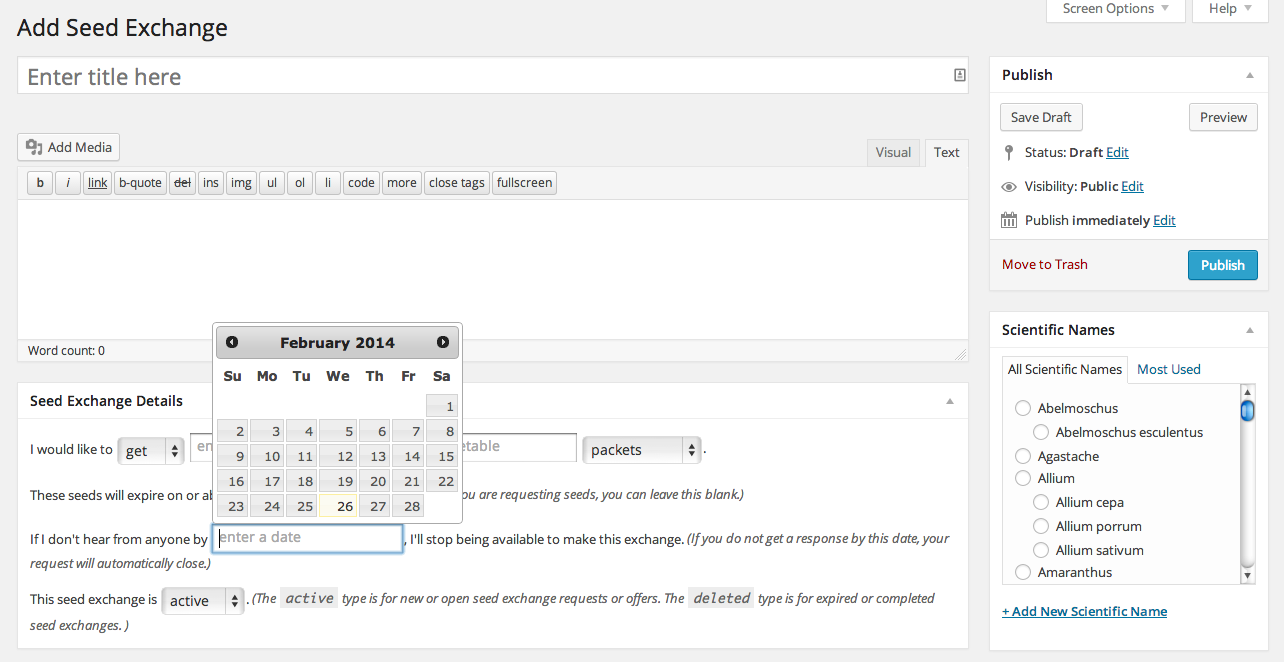 Screen Options
Help
Add Seed Exchange
Enter title here
Add Media
Visual
Text
b
i
link
b-quote
del
ins
img
ul
ol
li
code
more
close tags
fullscreen
Word count: 0
February 2014
Su Mo Tu We Th Fr Sa
1
2 3 4 5 6 7 8
9 10 11 12 13 14 15
16 17 18 19 20 21 22
23 24 25 26 27 28
Seed Exchange Details
I would like to get packets .
These seeds will expire on or you are requesting seeds, you can leave this blank.)
If I don't hear from anyone by enter a date , I'll stop being available to make this exchange. (If you do not get a response by this date, your
request will automatically close.)
This seed exchange is active . (The active type is for new or open seed exchange requests or offers. The deleted type is for expired or completed
seed exchanges. )
Publish
Save Draft
Preview
Status: Draft Edit
Visibility: Public Edit
Publish immediately Edit
Move to Trash
Publish
Scientific Names
All Scientific Names
Most Used
Abelmoschus
Abelmoschus esculentus
Agastache
Allium
Allium cepa
Allium porrum
Allium sativum
Amaranthus
+ Add New Scientific Name